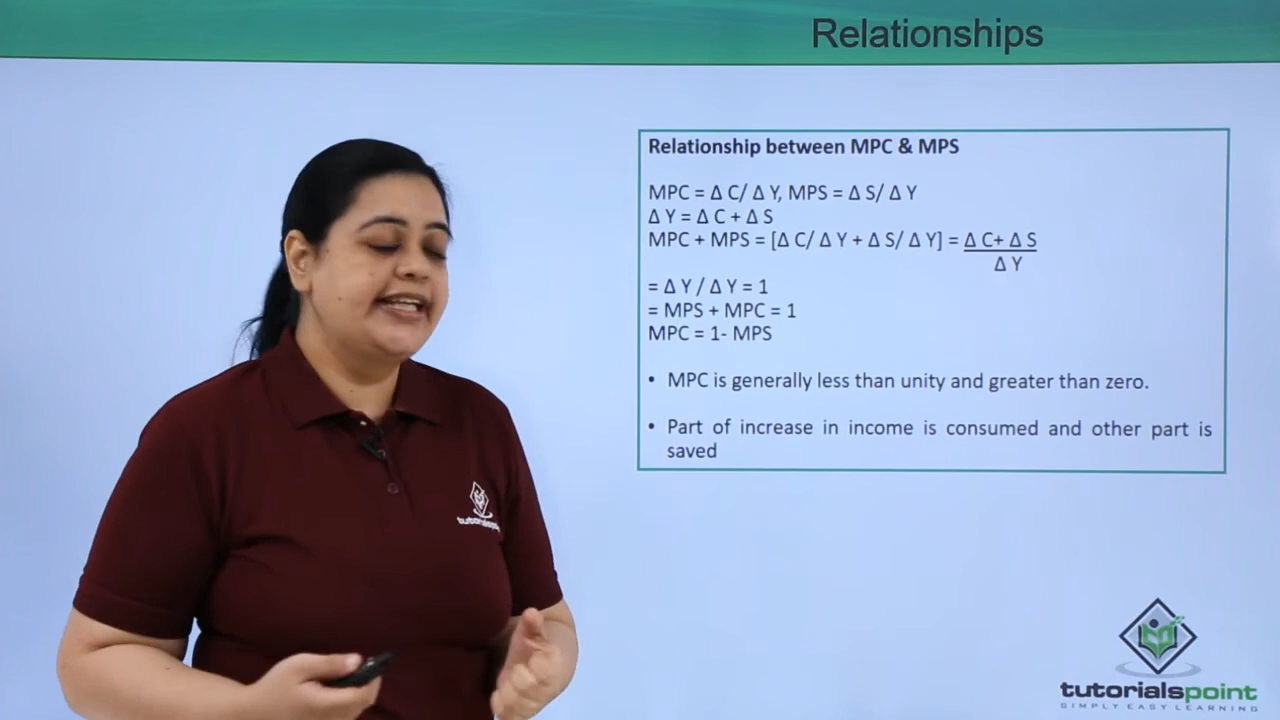 Relationships
Relationship between MPC & MPS
MPC = Δ C/ Δ Y, MPS = Δ S/ Δ Y
Δ Y = Δ C + Δ S
MPC + MPS = [Δ C/ Δ Y + Δ S/ Δ Y] = Δ C+ Δ S
Δ Y
= Δ Y / Δ Y = 1
= MPS + MPC = 1
MPC = 1- MPS
• MPC is generally less than unity and greater than zero.
• Part of increase in income is consumed and other part is
saved
tutorialspoint
tutorialspoint
SIMPLY EASY LEARNING